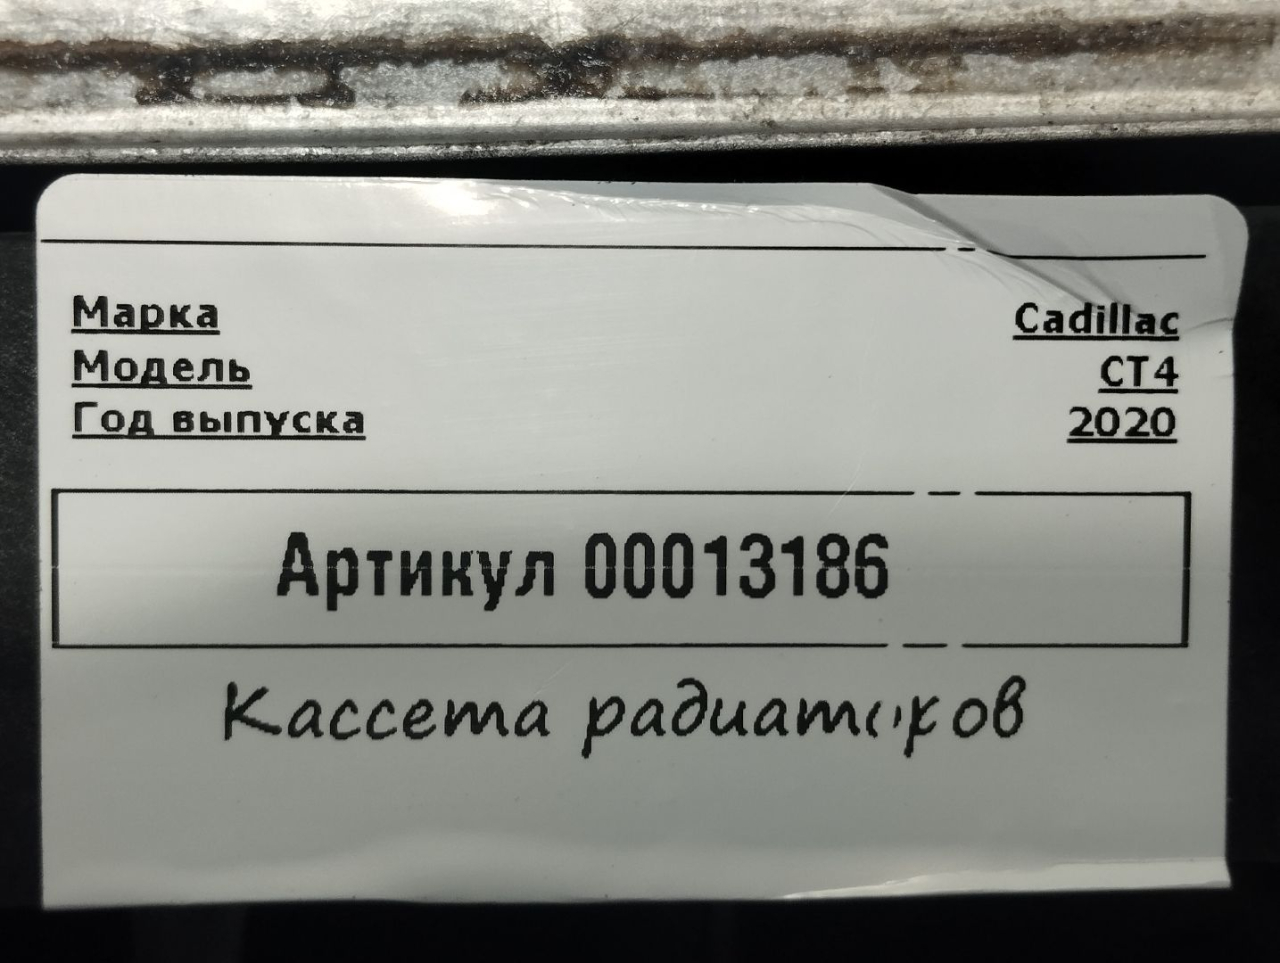 Марка Cadillac
Модель CT4
Год выпуска 2020
Артикул 00013186
Кассета радиаторов